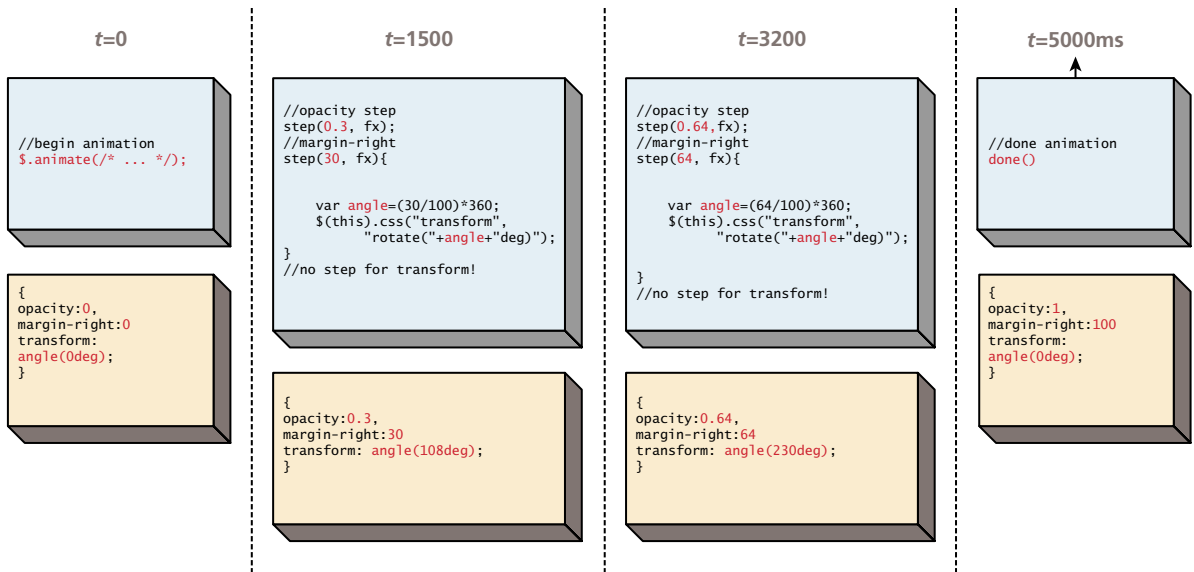 t=0
//begin animation
$.animate(/* ... */);
{
opacity:0,
margin-right:0
transform:
angle(0deg);
}
t=1500
//opacity step
step(0.3, fx);
//margin-right
step(30, fx){
var angle=(30/100)*360;
$(this).css("transform",
"rotate("+angle+"deg)");
}
//no step for transform!
{
opacity:0.3,
margin-right:30
transform: angle(108deg);
}
t=3200
//opacity step
step(0.64,fx);
//margin-right
step(64, fx){
var angle=(64/100)*360;
$(this).css("transform",
"rotate("+angle+"deg)");
}
//no step for transform!
{
opacity:0.64,
margin-right:64
transform: angle(230deg);
}
t=5000ms
//done animation
done()
{
opacity:1,
margin-right:100
transform:
angle(0deg);
}